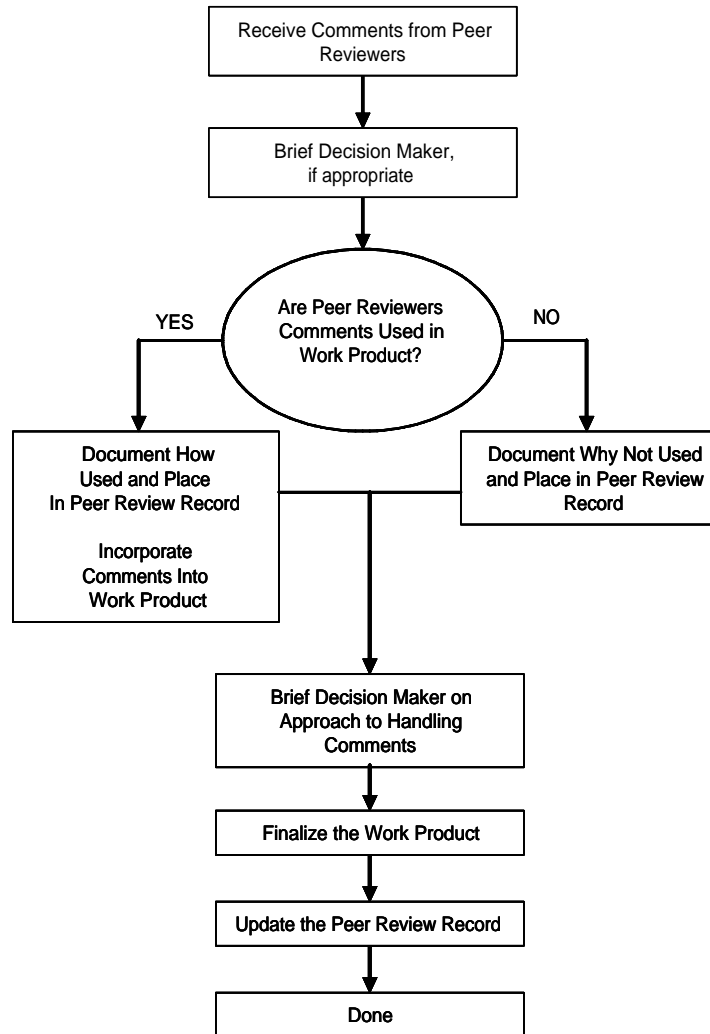 Receive Comments from Peer
Reviewers
Brief Decision Maker,
if appropriate
Are Peer Reviewers
Comments Used in
Work Product?
YES
NO
Document How
Used and Place
In Peer Review Record
Incorporate
Comments Into
Work Product
Document Why Not Used
and Place in Peer Review
Record
Brief Decision Maker on
Approach to Handling
Comments
Finalize the Work Product
Update the Peer Review Record
Done